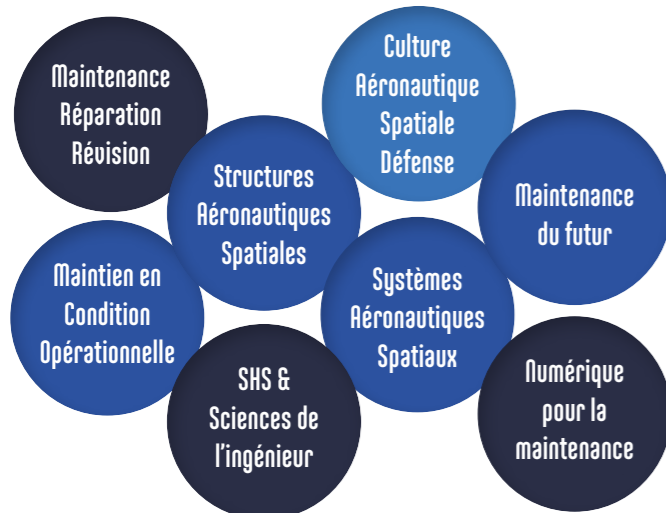 Maintenance
Réparation
Révision
Culture
Aéronautique
Spatiale
Défense
Structures
Aéronautiques
Spatiales
Maintenance
du futur
Maintien en
Condition
Opérationnelle
Systèmes
Aéronautiques
Spatiaux
SHS &
Sciences de
l'ingénieur
Numérique
pour la
maintenance